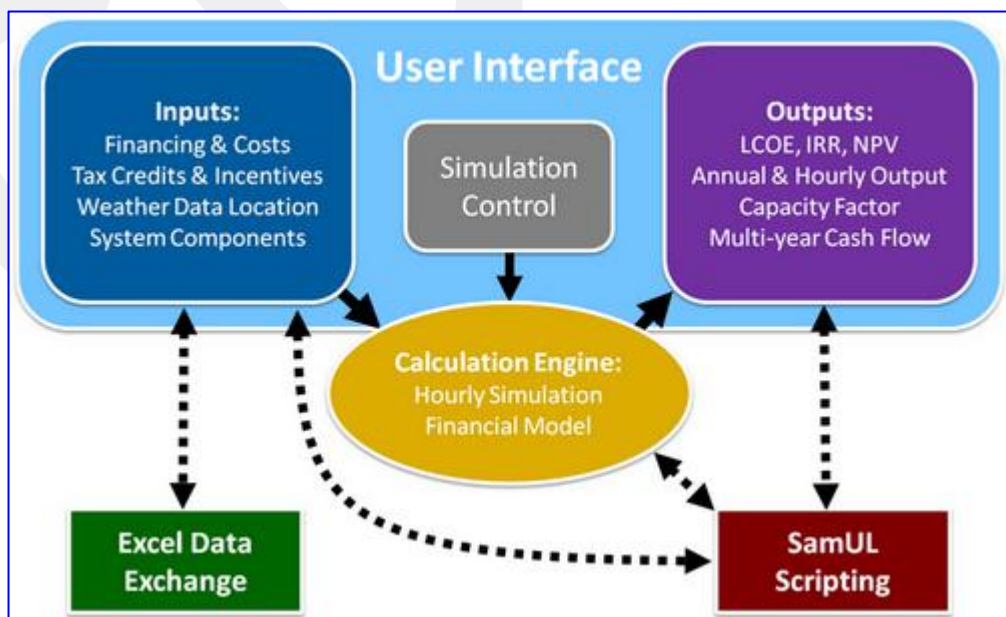 User Interface
Inputs:
Financing & Costs
Tax Credits & Incentives
Weather Data Location
System Components
Simulation
Control
Outputs:
LCOE, IRR, NPV
Annual & Hourly Output
Capacity Factor
Multi-year Cash Flow
Calculation Engine:
Hourly Simulation
Financial Model
Excel Data
Exchange
SamUL
Scripting